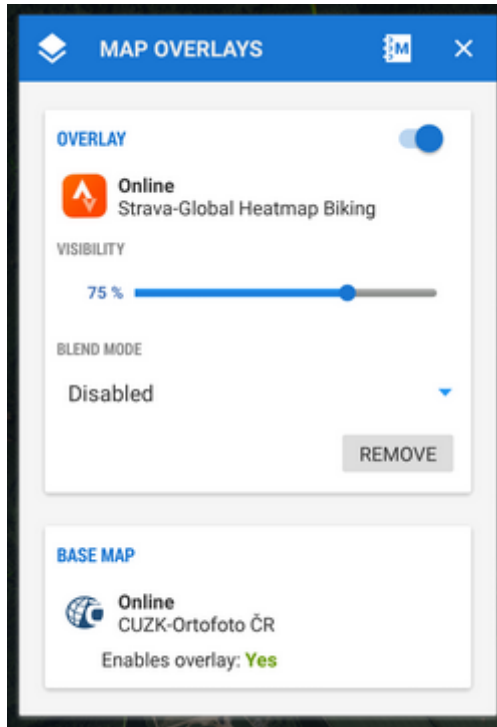 MAP OVERLAYS
M
OVERLAY
Online
Strava-Global Heatmap Biking
VISIBILITY
75 %
BLEND MODE
Disabled
REMOVE
BASE MAP
Online
CUZK-Ortofoto ČR
Enables overlay: Yes